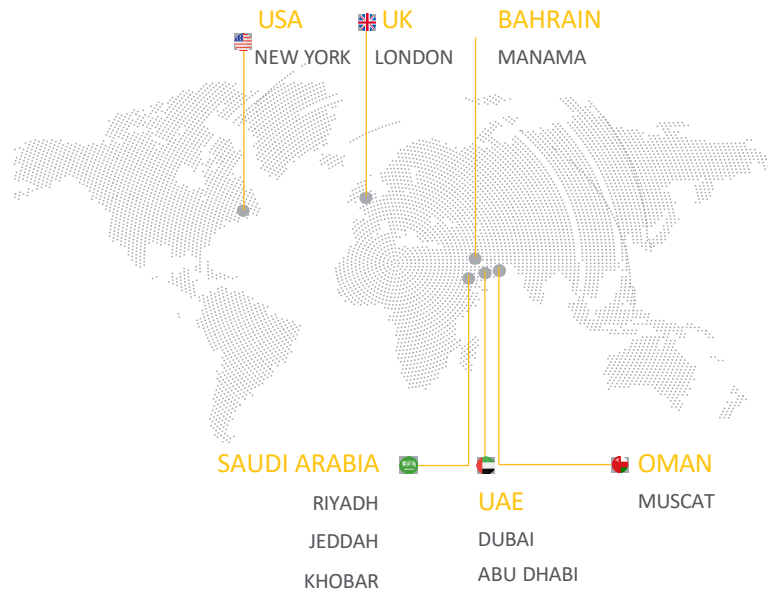 USA
NEW YORK
UK
LONDON
BAHRAIN
MANAMA
SAUDI ARABIA
RIYADH
JEDDAH
KHOBAR
UAE
DUBAI
ABU DHABI
OMAN
MUSCAT